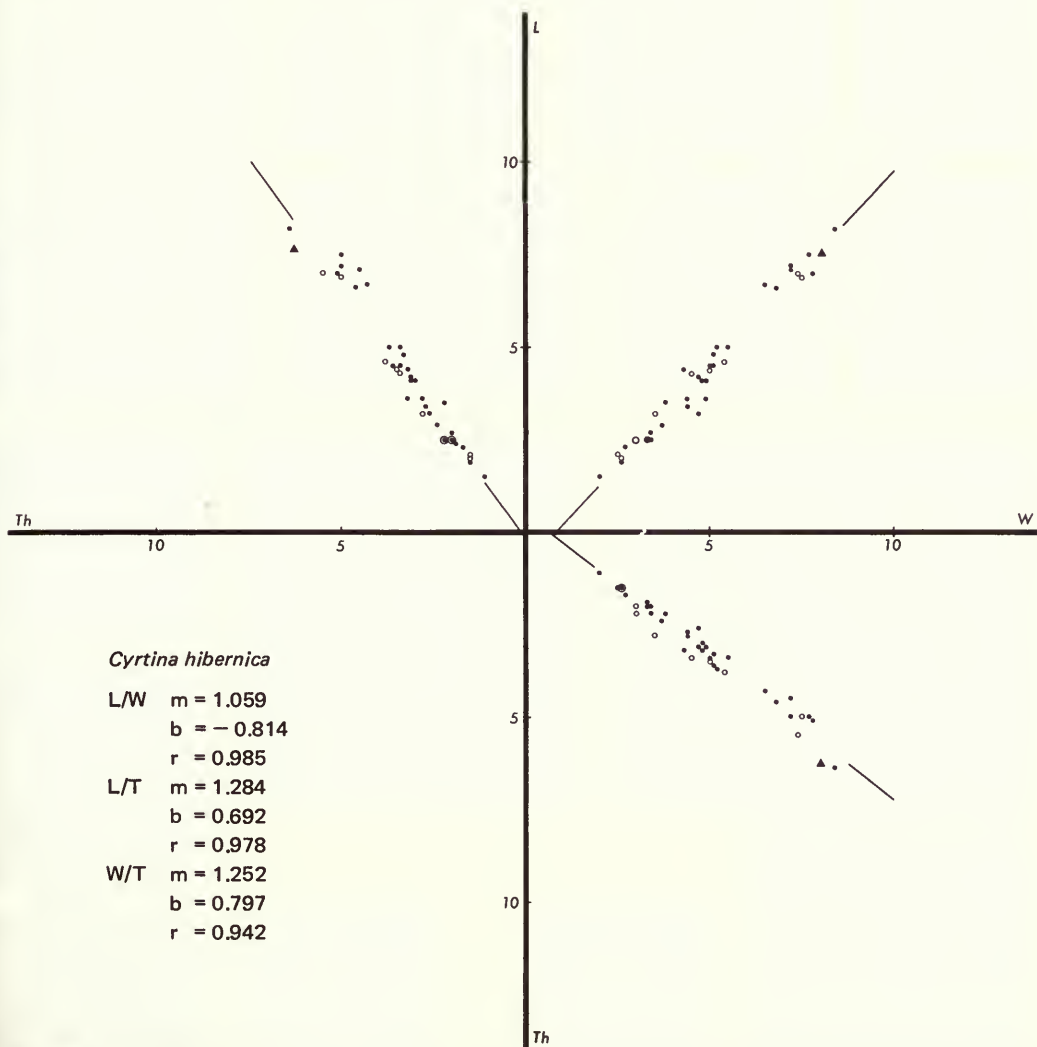 L
10
5
Th
10
5
5
10
W
5
10
Th
Cyrtina hibernica
L/W m = 1.059
b = − 0.814
r = 0.985
L/T m = 1.284
b = 0.692
r = 0.978
W/T m = 1.252
b = 0.797
r = 0.942